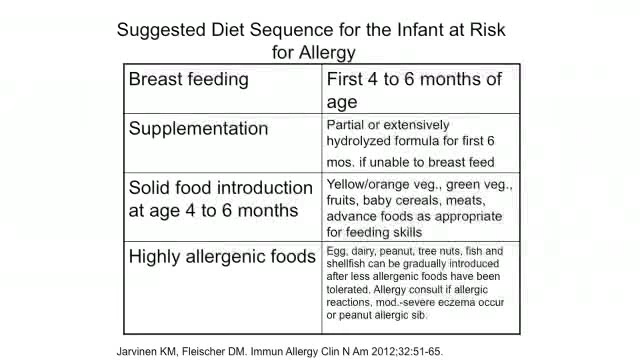 Suggested Diet Sequence for the Infant at Risk
for Allergy
Breast feeding
First 4 to 6 months of
age
Supplementation
Partial or extensively
hydrolyzed formula for first 6
mos. if unable to breast feed
Solid food introduction
at age 4 to 6 months
Yellow/orange veg., green veg.,
fruits, baby cereals, meats,
advance foods as appropriate
for feeding skills
Highly allergenic foods
Egg, dairy, peanut, tree nuts, fish and
shellfish can be gradually introduced
after less allergenic foods have been
tolerated. Allergy consult if allergic
reactions, mod.-severe eczema occur
or peanut allergic sib.
Jarvinen KM, Fleischer DM. Immun Allergy Clin N Am 2012;32:51-65.